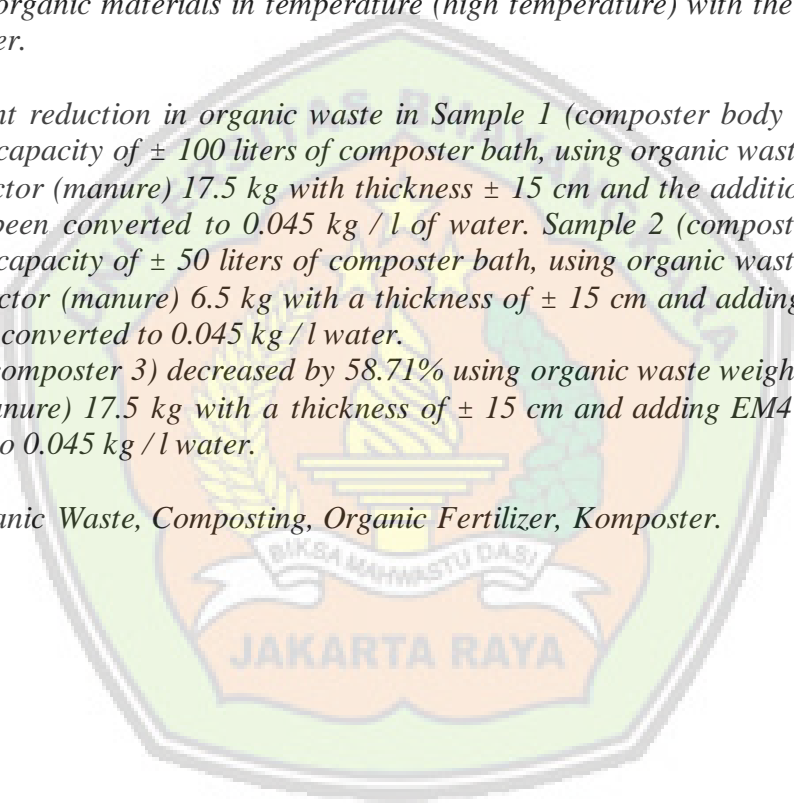 organic materials in temperature (high temperature) with the
er.
nt reduction in organic waste in Sample 1 (composter body
capacity of ± 100 liters of composter bath, using organic wast
ctor (manure) 17.5 kg with thickness ± 15 cm and the additio
been converted to 0.045 kg / l of water. Sample 2 (compost
capacity of ± 50 liters of composter bath, using organic wast
ctor (manure) 6.5 kg with a thickness of ± 15 cm and adding
converted to 0.045 kg / l water.
omposter 3) decreased by 58.71% using organic waste weigh
anure) 17.5 kg with a thickness of ± 15 cm and adding EM4
o 0.045 kg / l water.
anic Waste, Composting, Organic Fertilizer, Komposter.
UNIVERSITAS BHAYANGKARA
BIKSA MAHWASTU DASI
JAKARTA RAYA